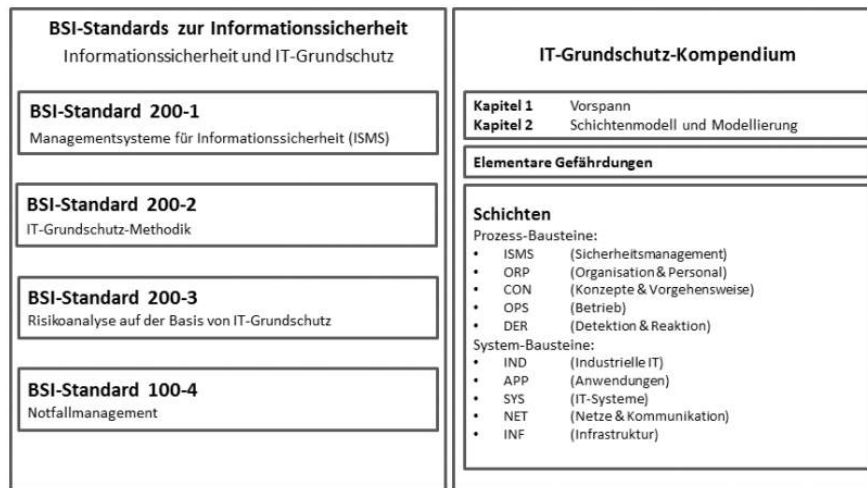 BSI-Standards zur Informationssicherheit
Informationssicherheit und IT-Grundschutz
BSI-Standard 200-1
Managementsysteme für Informationssicherheit (ISMS)
BSI-Standard 200-2
IT-Grundschutz-Methodik
BSI-Standard 200-3
Risikoanalyse auf der Basis von IT-Grundschutz
BSI-Standard 100-4
Notfallmanagement
IT-Grundschutz-Kompendium
Kapitel 1 Vorspann
Kapitel 2 Schichtenmodell und Modellierung
Elementare Gefährdungen
Schichten
Prozess-Bausteine:
• ISMS (Sicherheitsmanagement)
• ORP (Organisation & Personal)
• CON (Konzepte & Vorgehensweise)
• OPS (Betrieb)
• DER (Detektion & Reaktion)
System-Bausteine:
• IND (Industrielle IT)
• APP (Anwendungen)
• SYS (IT-Systeme)
• NET (Netze & Kommunikation)
• INF (Infrastruktur)